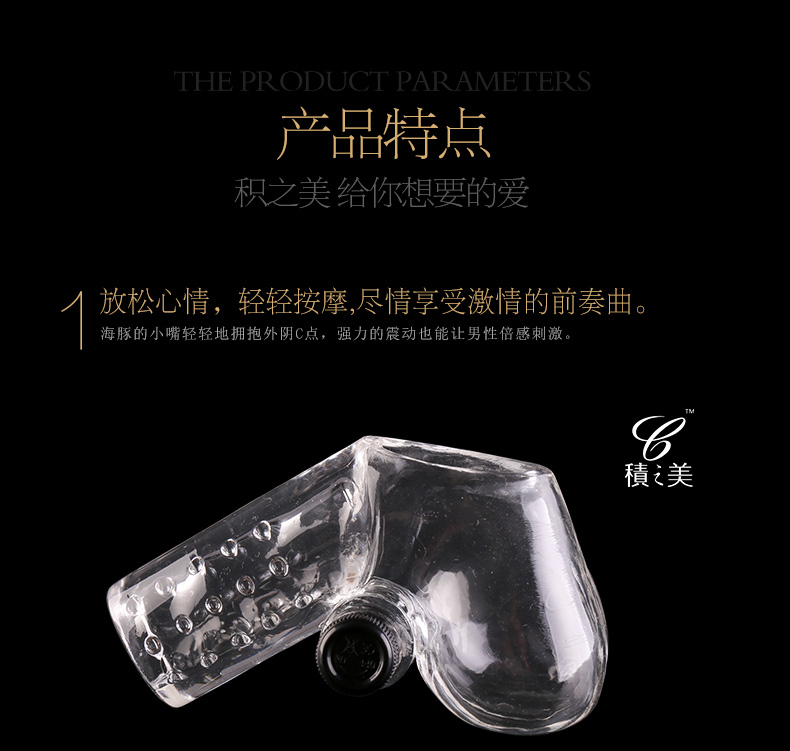 THE PRODUCT PARAMETERS
产品特点
积之美 给你想要的爱
1 放松心情，轻轻按摩,尽情享受激情的前奏曲。
海豚的小嘴轻轻地拥抱外阴C点，强力的震动也能让男性倍感刺激。
TM
積之美